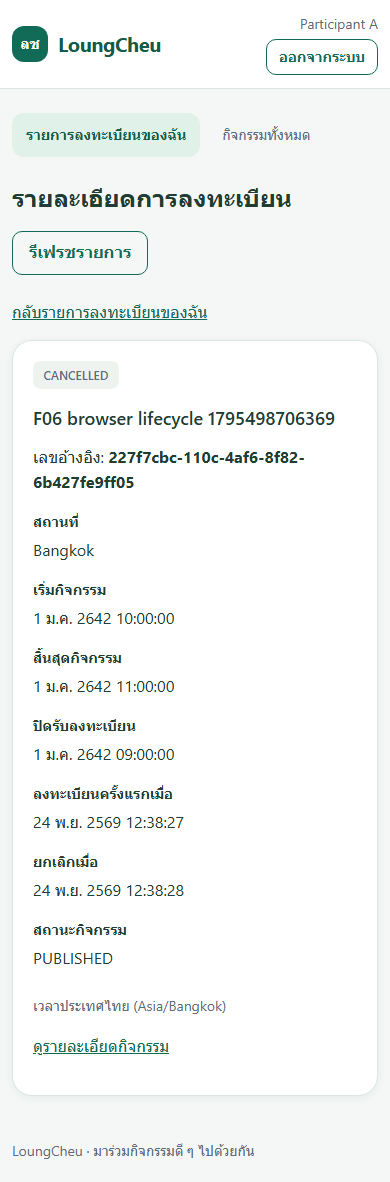 Participant A
ลช LoungCheu
ออกจากระบบ
รายการลงทะเบียนของฉัน กิจกรรมทั้งหมด
รายละเอียดการลงทะเบียน
รีเฟรชรายการ
กลับรายการลงทะเบียนของฉัน
CANCELLED
F06 browser lifecycle 1795498706369
เลขอ้างอิง: 227f7cbc-110c-4af6-8f82-
6b427fe9ff05
สถานที่
Bangkok
เริ่มกิจกรรม
1 ม.ค. 2642 10:00:00
สิ้นสุดกิจกรรม
1 ม.ค. 2642 11:00:00
ปิดรับลงทะเบียน
1 ม.ค. 2642 09:00:00
ลงทะเบียนครั้งแรกเมื่อ
24 พ.ย. 2569 12:38:27
ยกเลิกเมื่อ
24 พ.ย. 2569 12:38:28
สถานะกิจกรรม
PUBLISHED
เวลาประเทศไทย (Asia/Bangkok)
ดูรายละเอียดกิจกรรม
LoungCheu · มาร่วมกิจกรรมดี ๆ ไปด้วยกัน